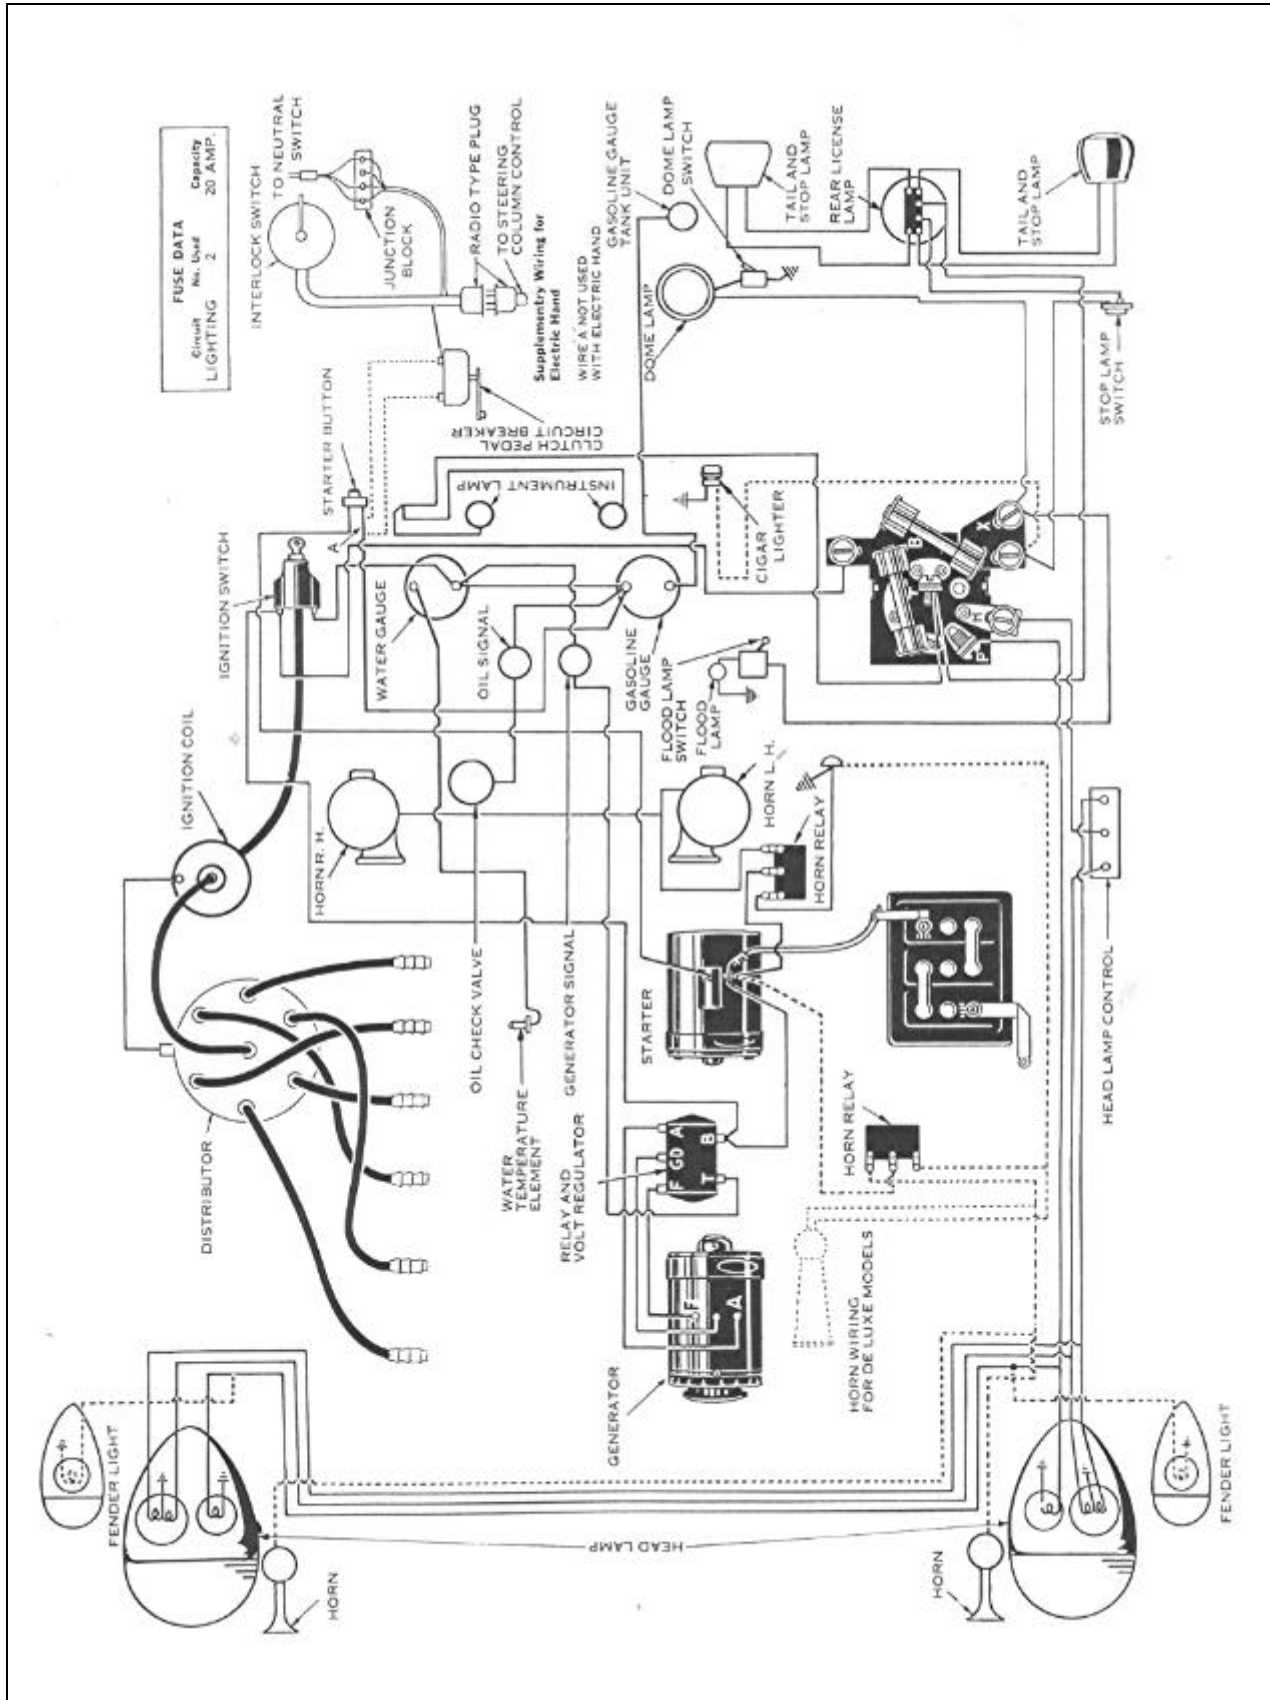 FUSE DATA
Circuit No. Used Capacity
LIGHTING 2 20 AMP.
INTERLOCK SWITCH
TO NEUTRAL
SWITCH
JUNCTION
BLOCK
RADIO TYPE PLUG
TO STEERING
COLUMN CONTROL
Supplementry Wiring for
Electric Hand
WIRE A NOT USED
WITH ELECTRIC HAND
GASOLINE GAUGE
TANK UNIT
DOME LAMP
SWITCH
TAIL AND
STOP LAMP
REAR LICENSE
LAMP
TAIL AND
STOP LAMP
DOME LAMP
STOP LAMP
SWITCH
STARTER BUTTON
CLUTCH PEDAL
CIRCUIT BREAKER
IGNITION SWITCH
A
INSTRUMENT LAMP
CIGAR
LIGHTER
B
X
H
P
WATER GAUGE
OIL SIGNAL
GASOLINE
GAUGE
FLOOD LAMP
SWITCH
FLOOD
LAMP
IGNITION COIL
HORN R. H.
HORN L. H.
HORN RELAY
OIL CHECK VALVE
GENERATOR SIGNAL
STARTER
HEAD LAMP CONTROL
DISTRIBUTOR
WATER
TEMPERATURE
ELEMENT
RELAY AND
VOLT REGULATOR
F GD A
T B
HORN RELAY
GENERATOR
F
A
HORN WIRING
FOR DE LUXE MODELS
FENDER LIGHT
HEAD LAMP
FENDER LIGHT
HORN
HORN